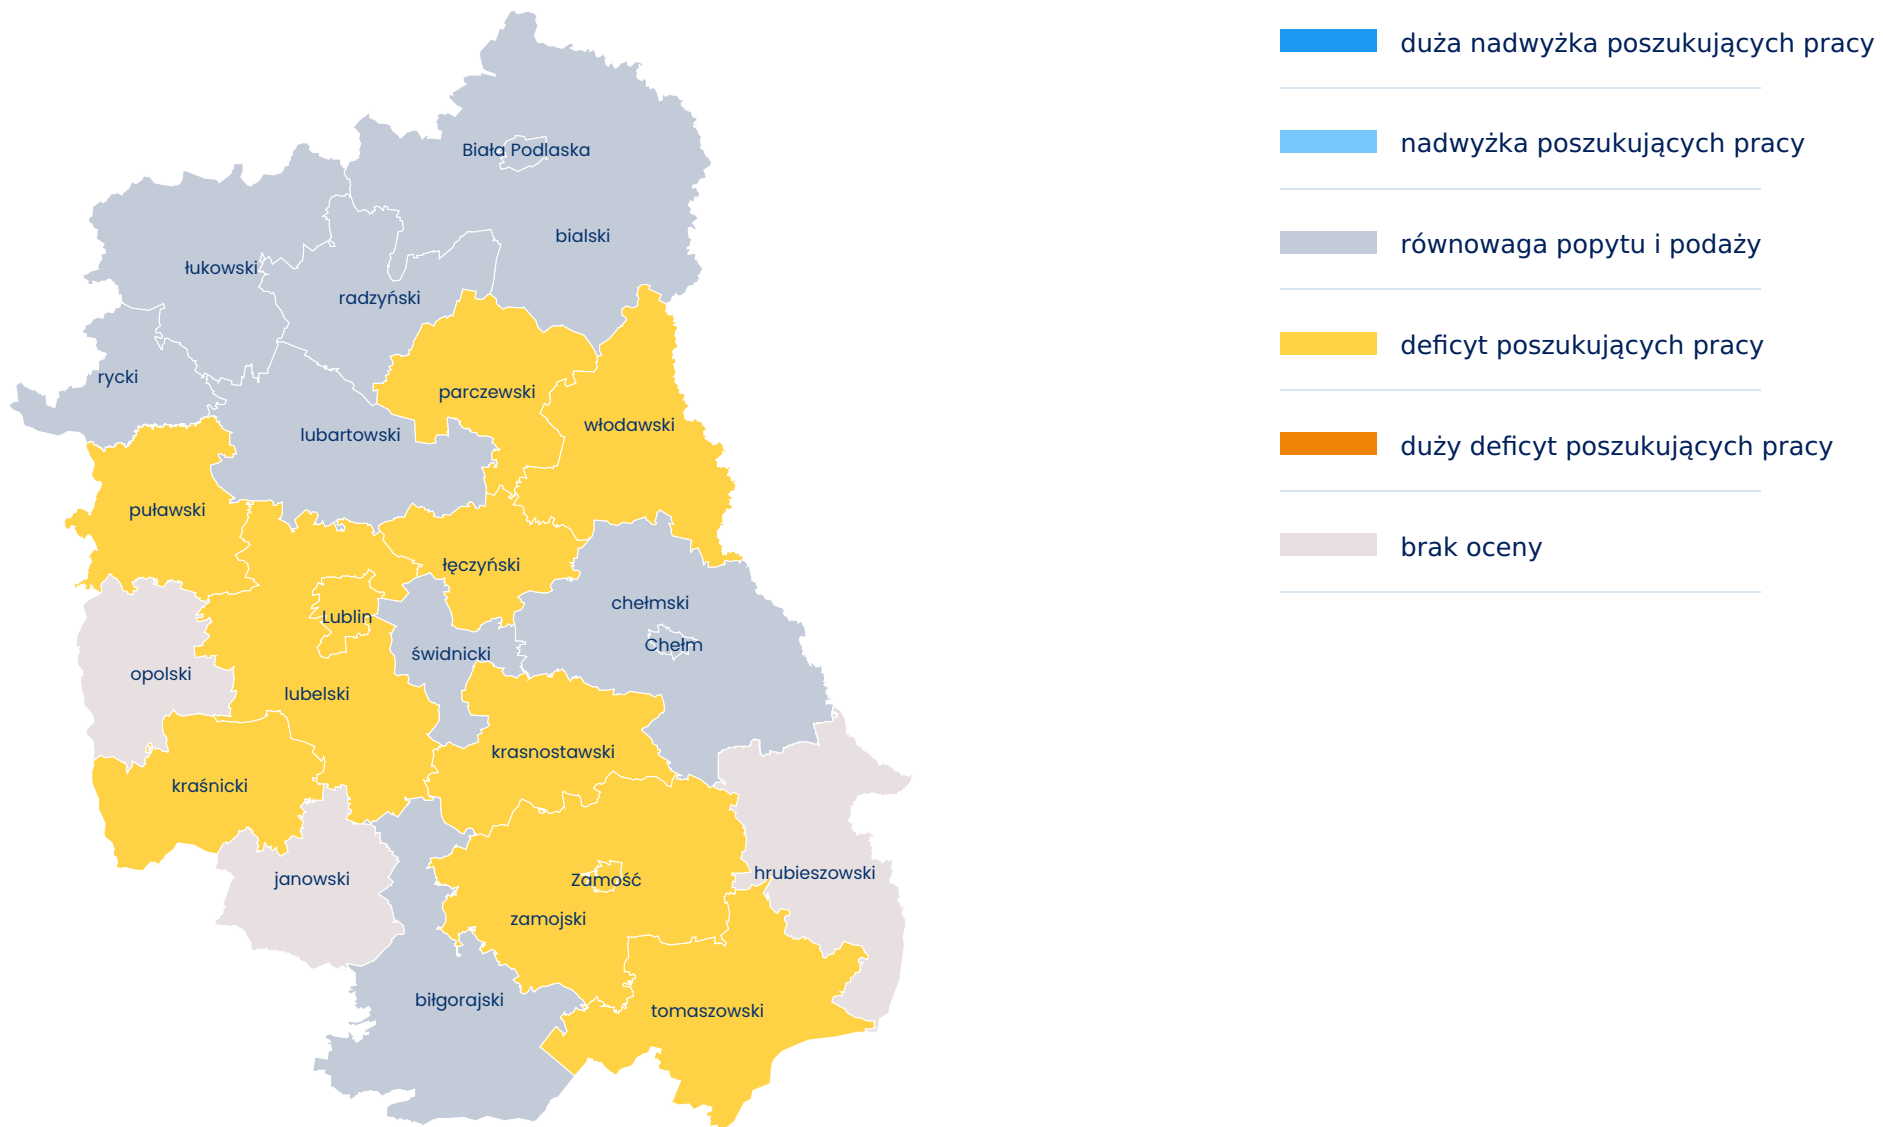 Biała Podlaska
bialski
łukowski
radzyński
rycki
parczewski
włodawski
lubartowski
puławski
łęczyński
chełmski
Lublin
Chełm
świdnicki
opolski
lubelski
krasnostawski
kraśnicki
hrubieszowski
janowski
Zamość
zamojski
biłgorajski
tomaszowski
duża nadwyżka poszukujących pracy
nadwyżka poszukujących pracy
równowaga popytu i podaży
deficyt poszukujących pracy
duży deficyt poszukujących pracy
brak oceny